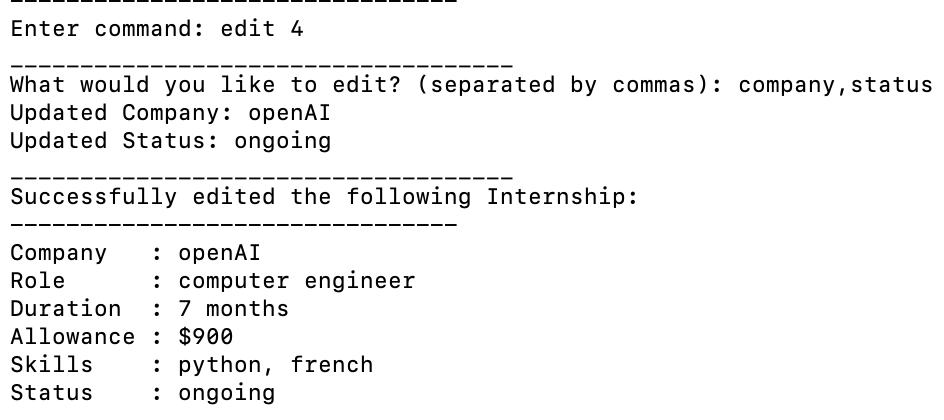 ---------------------------------
Enter command: edit 4
____________________________________
What would you like to edit? (separated by commas): company,status
Updated Company: openAI
Updated Status: ongoing
____________________________________
Successfully edited the following Internship:
---------------------------------
Company   : openAI
Role      : computer engineer
Duration  : 7 months
Allowance : $900
Skills    : python, french
Status    : ongoing